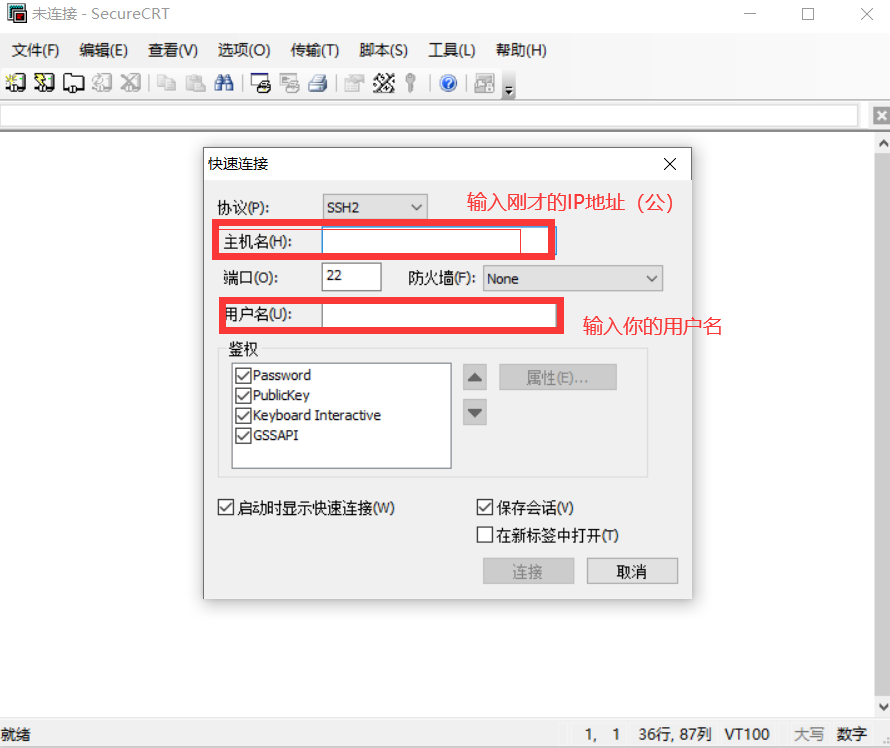 未连接 - SecureCRT
文件(F) 编辑(E) 查看(V) 选项(O) 传输(T) 脚本(S) 工具(L) 帮助(H)
快速连接
协议(P): SSH2
输入刚才的IP地址（公）
主机名(H):
端口(O): 22 防火墙(F): None
用户名(U):
输入你的用户名
鉴权
Password
PublicKey
Keyboard Interactive
GSSAPI
属性(E)...
启动时显示快速连接(W) 保存会话(V)
在新标签中打开(T)
连接 取消
就绪 1, 1 36行, 87列 VT100 大写 数字